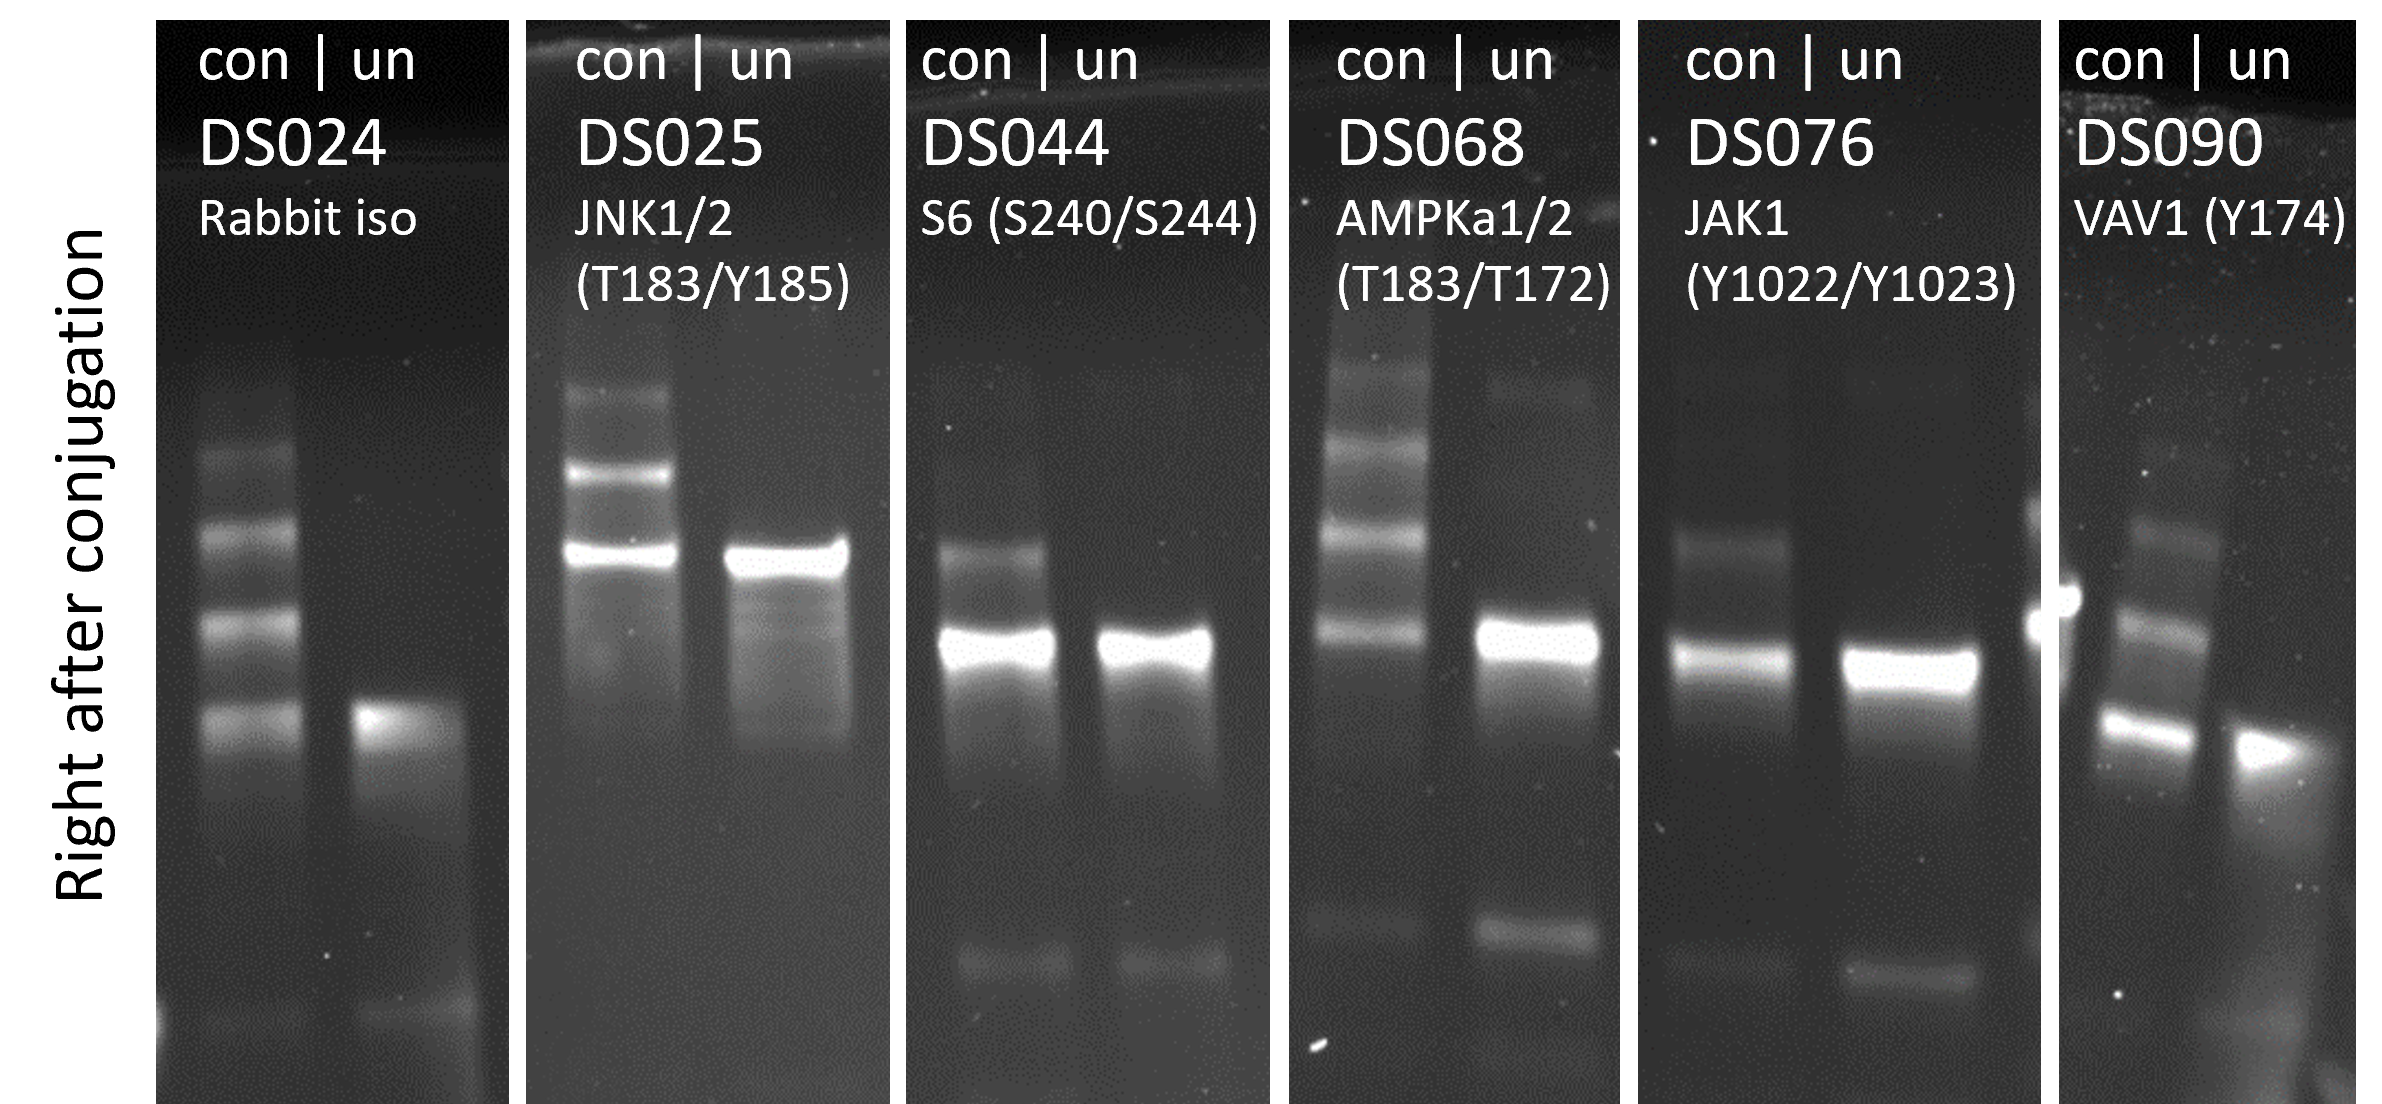 Right after conjugation
con | un
DS024
Rabbit iso
con | un
DS025
JNK1/2
(T183/Y185)
con | un
DS044
S6 (S240/S244)
con | un
DS068
AMPKa1/2
(T183/T172)
con | un
DS076
JAK1
(Y1022/Y1023)
con | un
DS090
VAV1 (Y174)